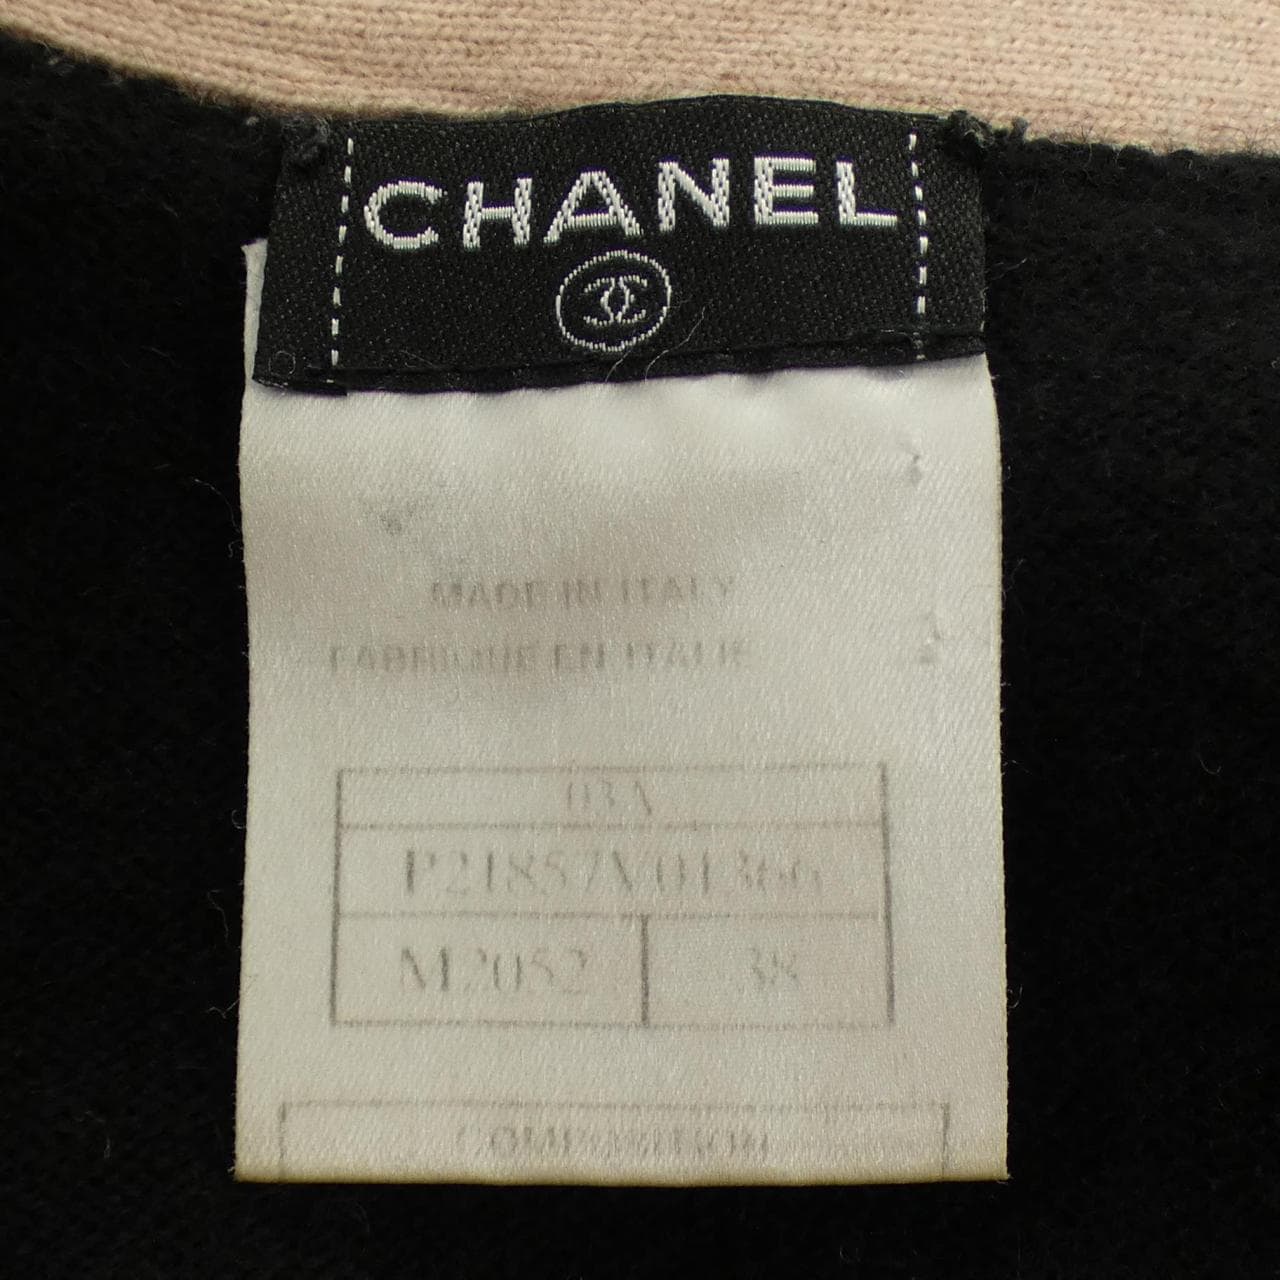 CHANEL
MADE IN ITALY
FABRIQUE EN ITALIE
03A
P21857V01366
M2052 38
COMPOSITION